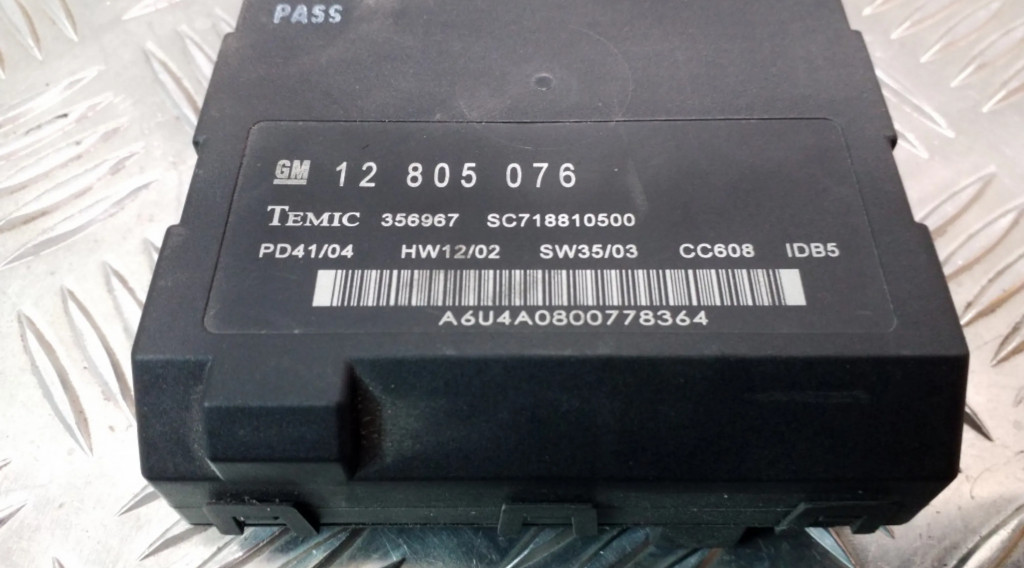 PASS
GM 12 805 076
TEMIC 356967 SC718810500
PD41/04 HW12/02 SW35/03 CC608 IDB5
A6U4A0800778364